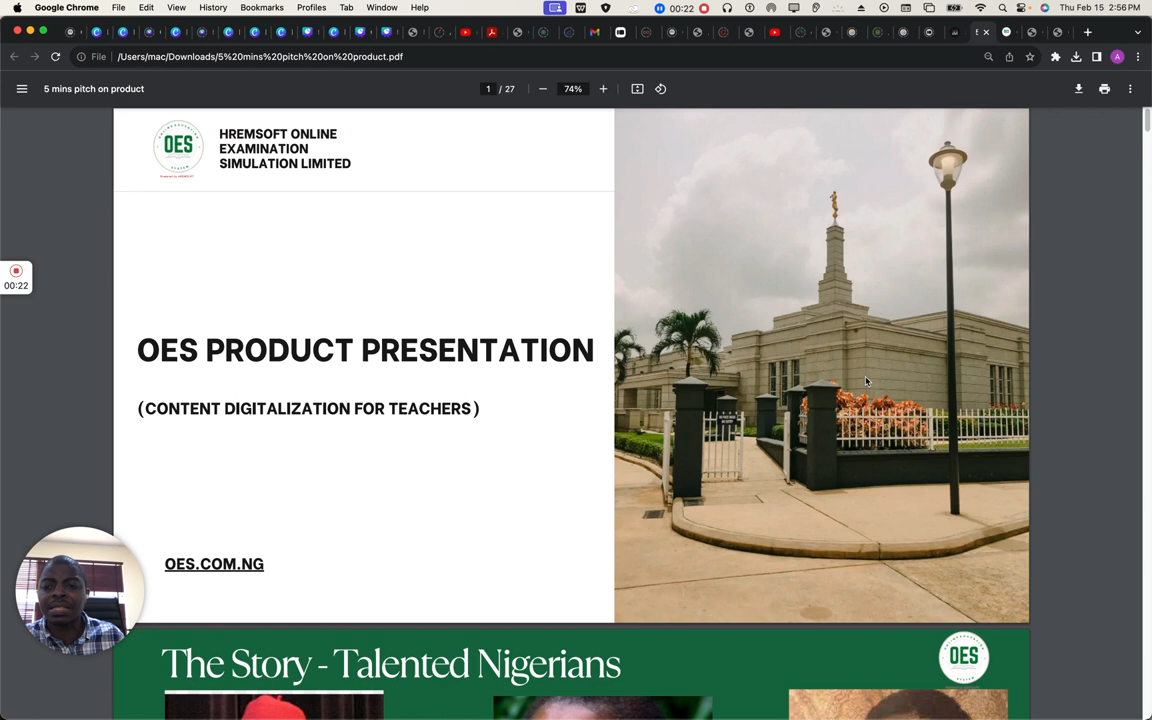 Google Chrome File Edit View History Bookmarks Profiles Tab Window Help 00:22 Thu Feb 15 2:56 PM
File /Users/mac/Downloads/5%20mins%20pitch%20on%20product.pdf A
5 mins pitch on product 1 / 27 74%
OES
HREMSOFT ONLINE
EXAMINATION
SIMULATION LIMITED
00:22
OES PRODUCT PRESENTATION
(CONTENT DIGITALIZATION FOR TEACHERS)
OES.COM.NG
The Story - Talented Nigerians
OES